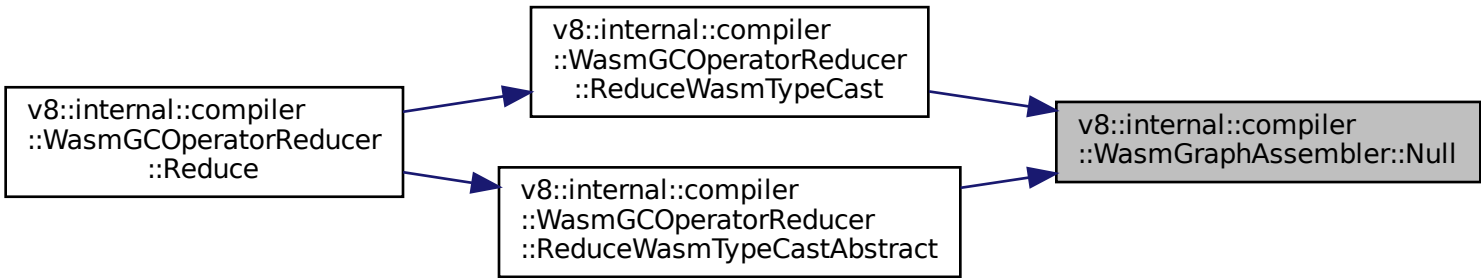 v8::internal::compiler
::WasmGCOperatorReducer
::Reduce
v8::internal::compiler
::WasmGCOperatorReducer
::ReduceWasmTypeCast
v8::internal::compiler
::WasmGCOperatorReducer
::ReduceWasmTypeCastAbstract
v8::internal::compiler
::WasmGraphAssembler::Null